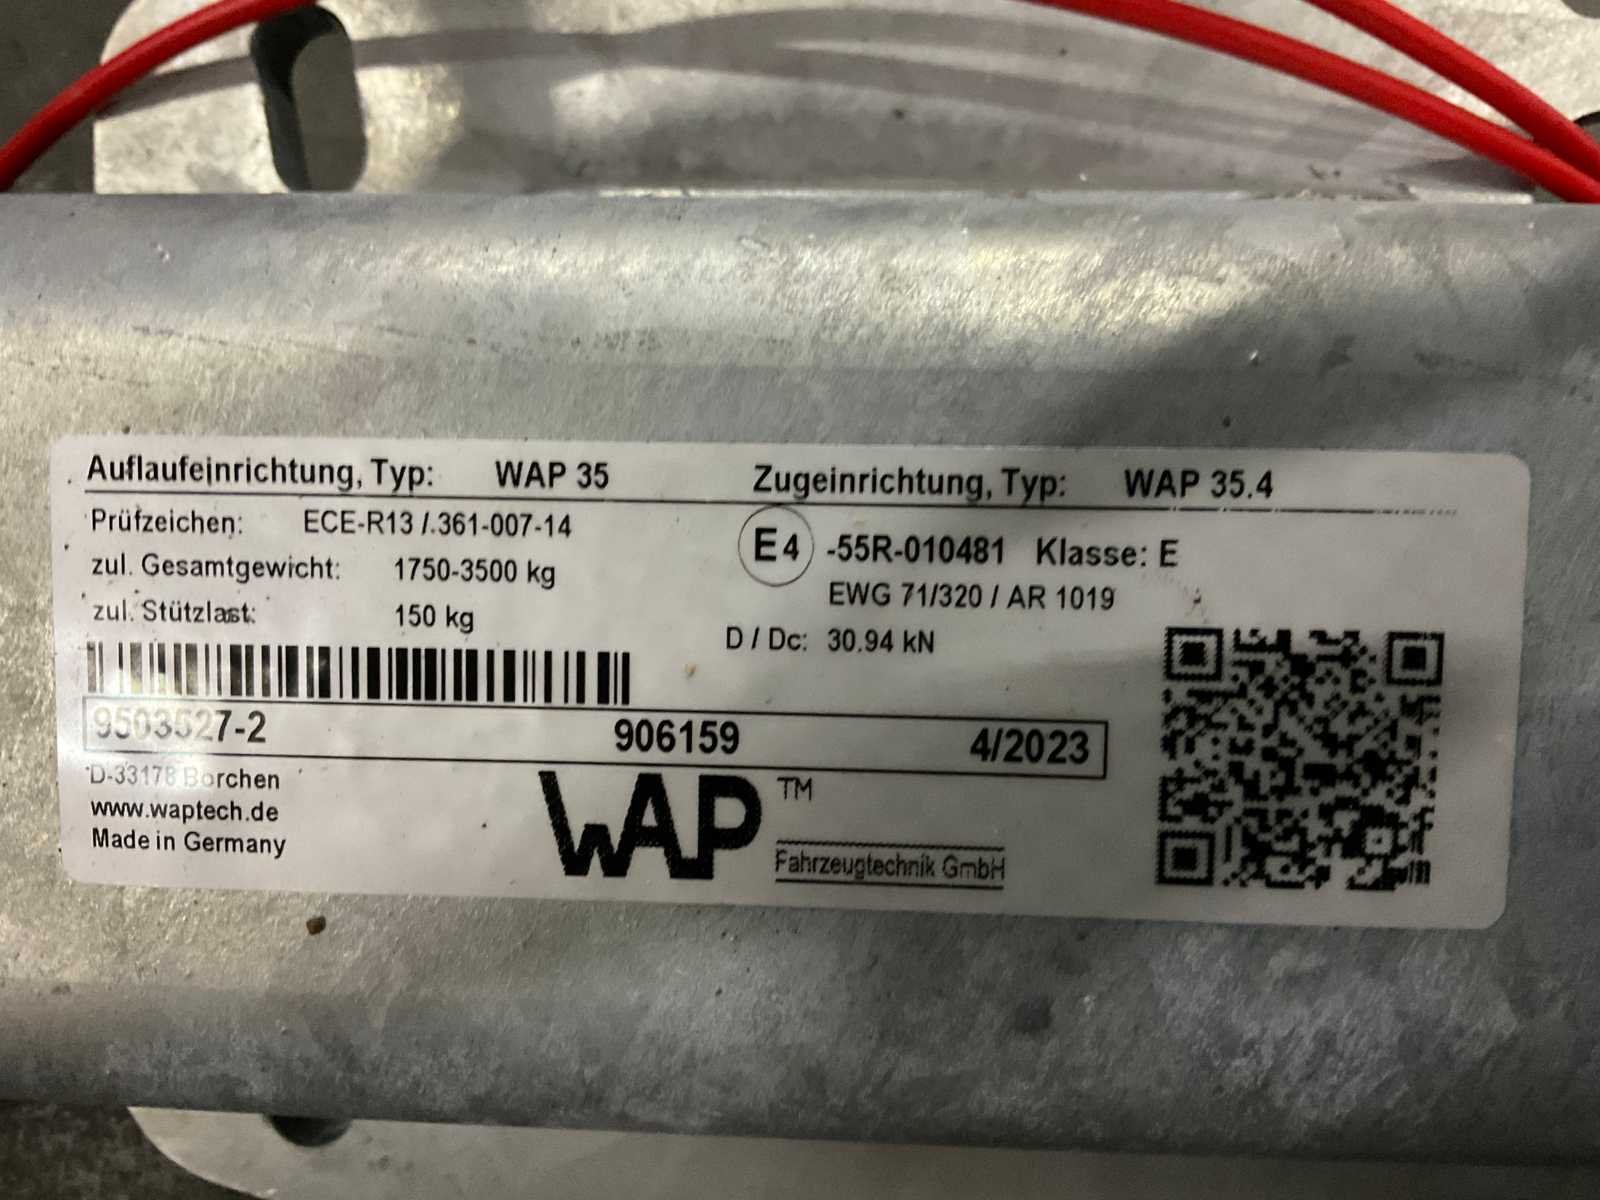 Auflaufeinrichtung, Typ: WAP 35 Zugeinrichtung, Typ: WAP 35.4
Prüfzeichen: ECE-R13 /.361-007-14
E4 -55R-010481 Klasse: E
zul. Gesamtgewicht: 1750-3500 kg
EWG 71/320 / AR 1019
zul. Stützlast: 150 kg
D / Dc: 30.94 kN
9503527-2 906159 4/2023
D-33178 Borchen
www.waptech.de
Made in Germany
WAP TM
Fahrzeugtechnik GmbH